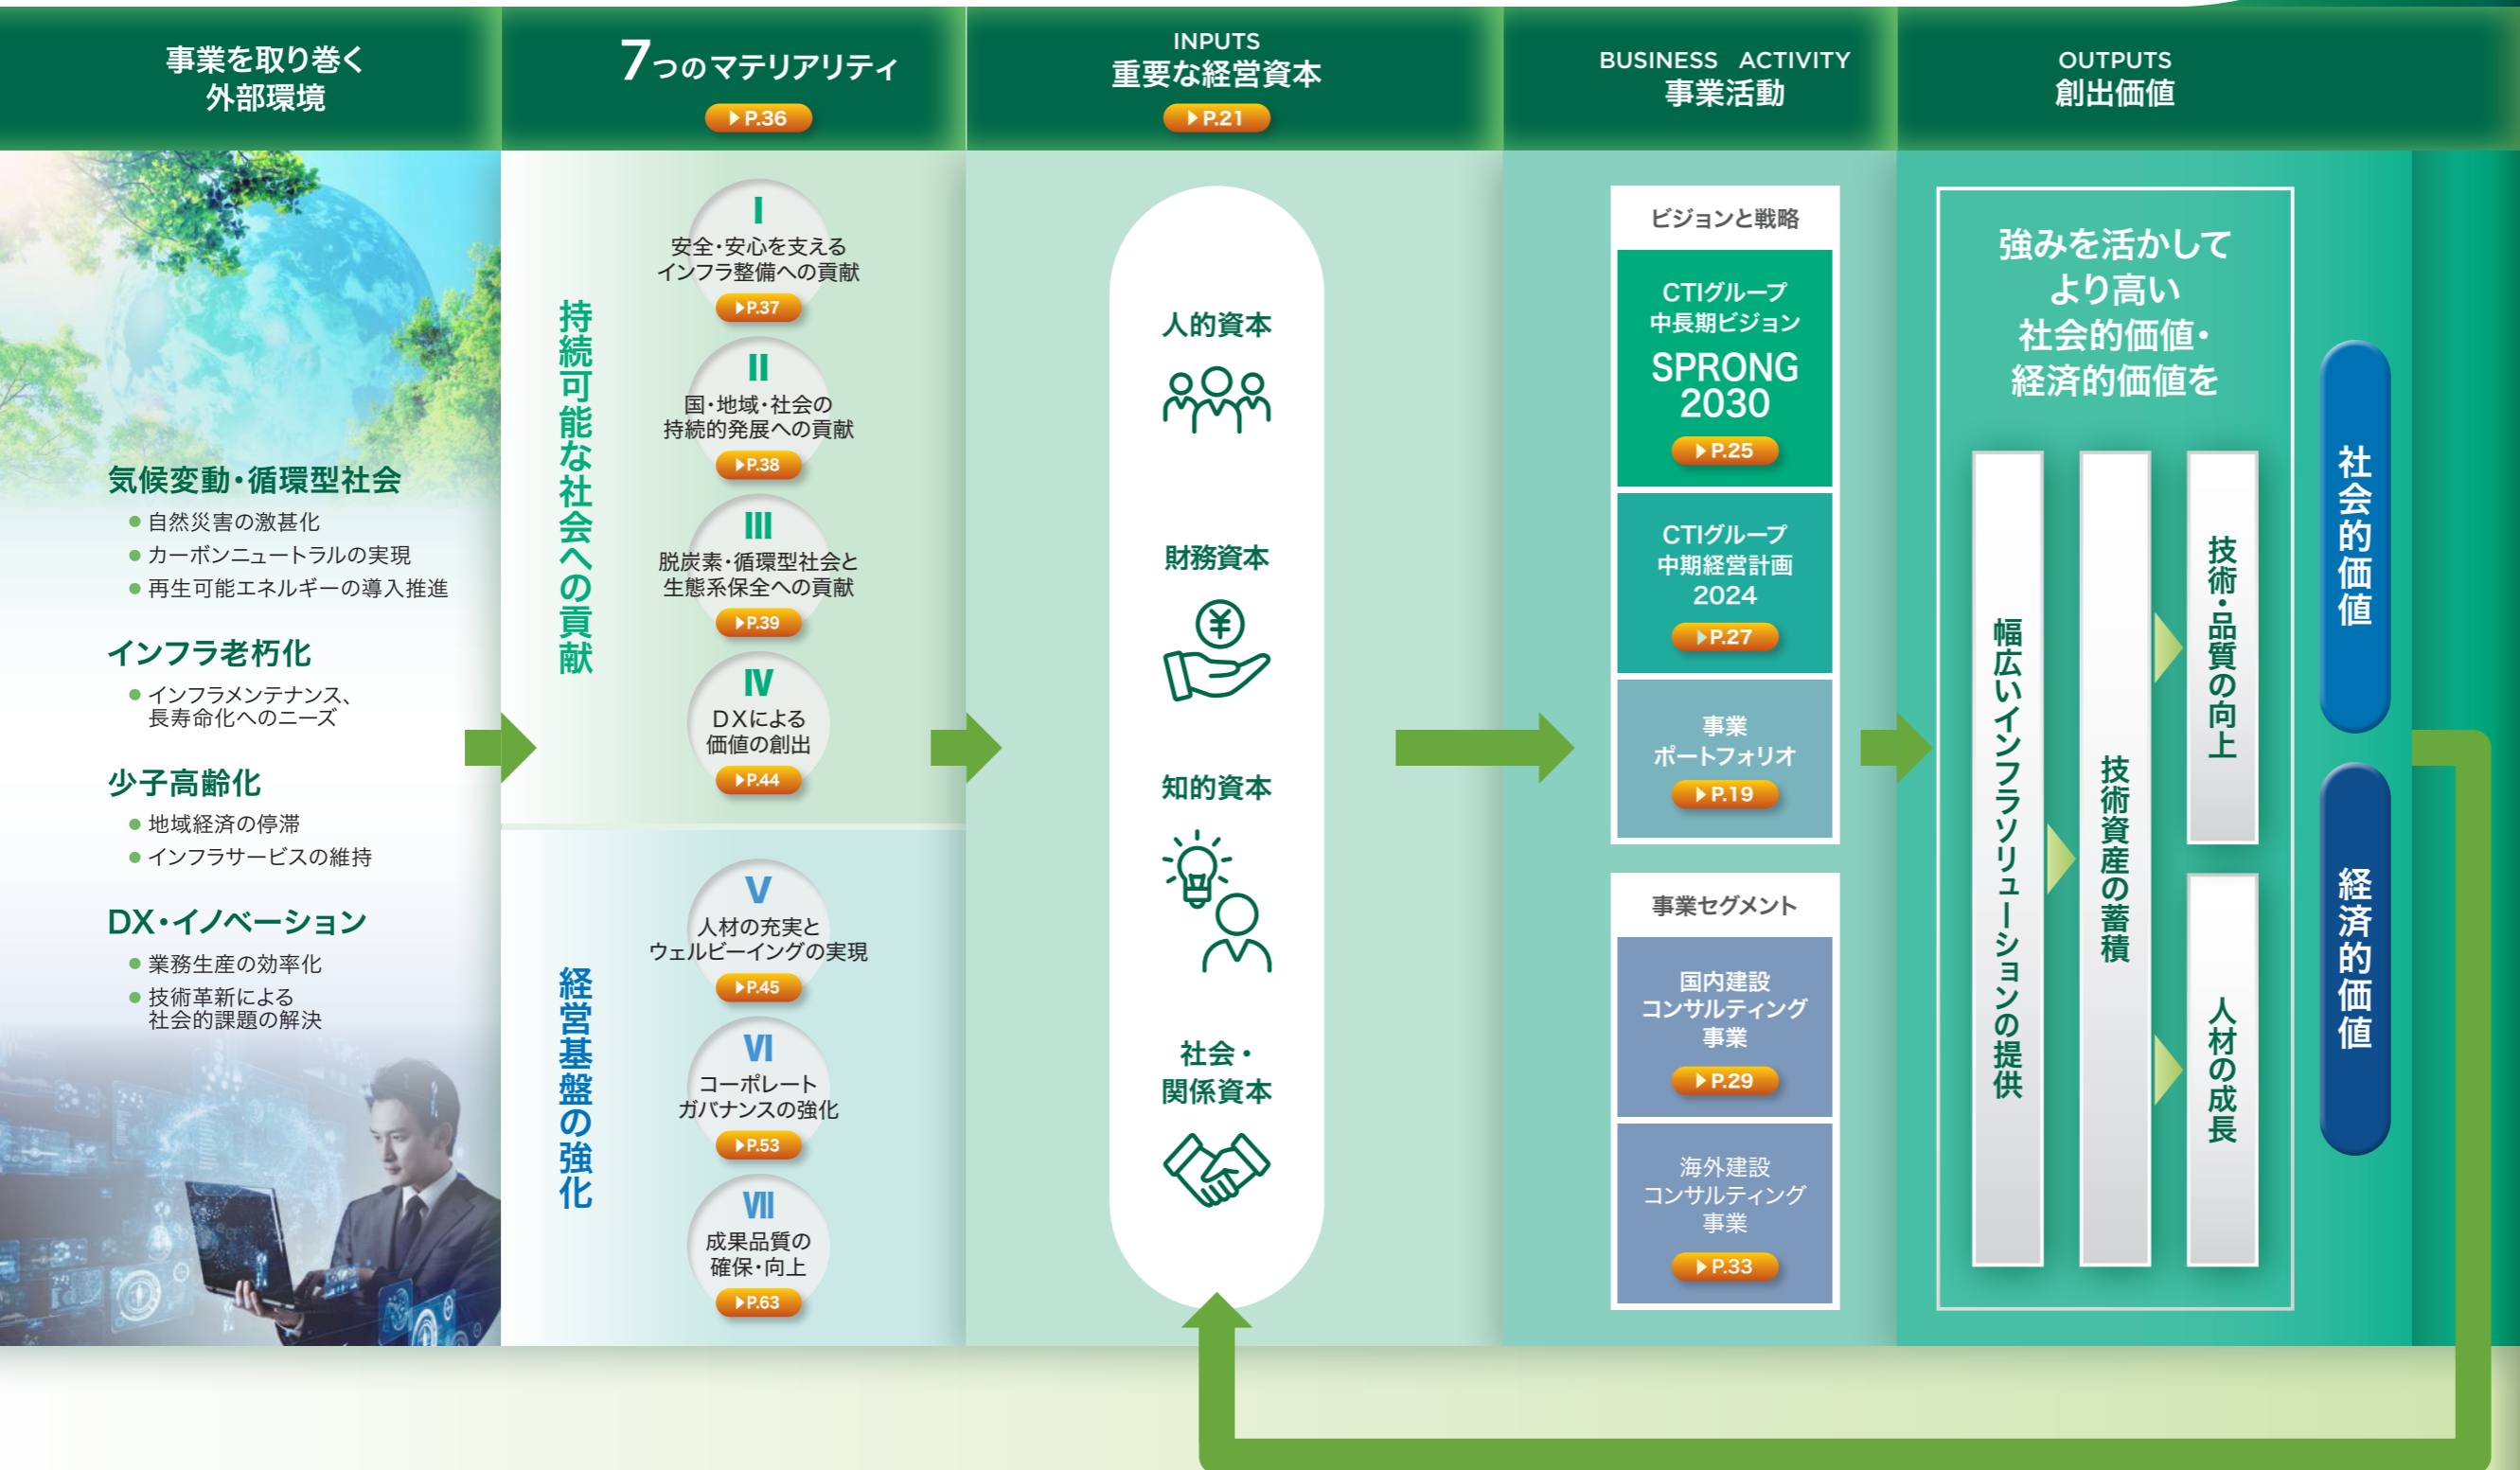 事業を取り巻く
外部環境
7つのマテリアリティ
P.36
INPUTS
重要な経営資本
P.21
BUSINESS ACTIVITY
事業活動
OUTPUTS
創出価値
気候変動・循環型社会
自然災害の激甚化
カーボンニュートラルの実現
再生可能エネルギーの導入推進
インフラ老朽化
インフラメンテナンス、
長寿命化へのニーズ
少子高齢化
地域経済の停滞
インフラサービスの維持
DX・イノベーション
業務生産の効率化
技術革新による
社会的課題の解決
持続可能な社会への貢献
I
安全・安心を支える
インフラ整備への貢献
P.37
II
国・地域・社会の
持続的発展への貢献
P.38
III
脱炭素・循環型社会と
生態系保全への貢献
P.39
IV
DXによる
価値の創出
P.44
経営基盤の強化
V
人材の充実と
ウェルビーイングの実現
P.45
VI
コーポレート
ガバナンスの強化
P.53
VII
成果品質の
確保・向上
P.63
人的資本
財務資本
知的資本
社会・
関係資本
ビジョンと戦略
CTIグループ
中長期ビジョン
SPRONG
2030
P.25
CTIグループ
中期経営計画
2024
P.27
事業
ポートフォリオ
P.19
事業セグメント
国内建設
コンサルティング
事業
P.29
海外建設
コンサルティング
事業
P.33
強みを活かして
より高い
社会的価値・
経済的価値を
幅広いインフラソリューションの提供
技術資産の蓄積
技術・品質の向上
人材の成長
社会的価値
経済的価値